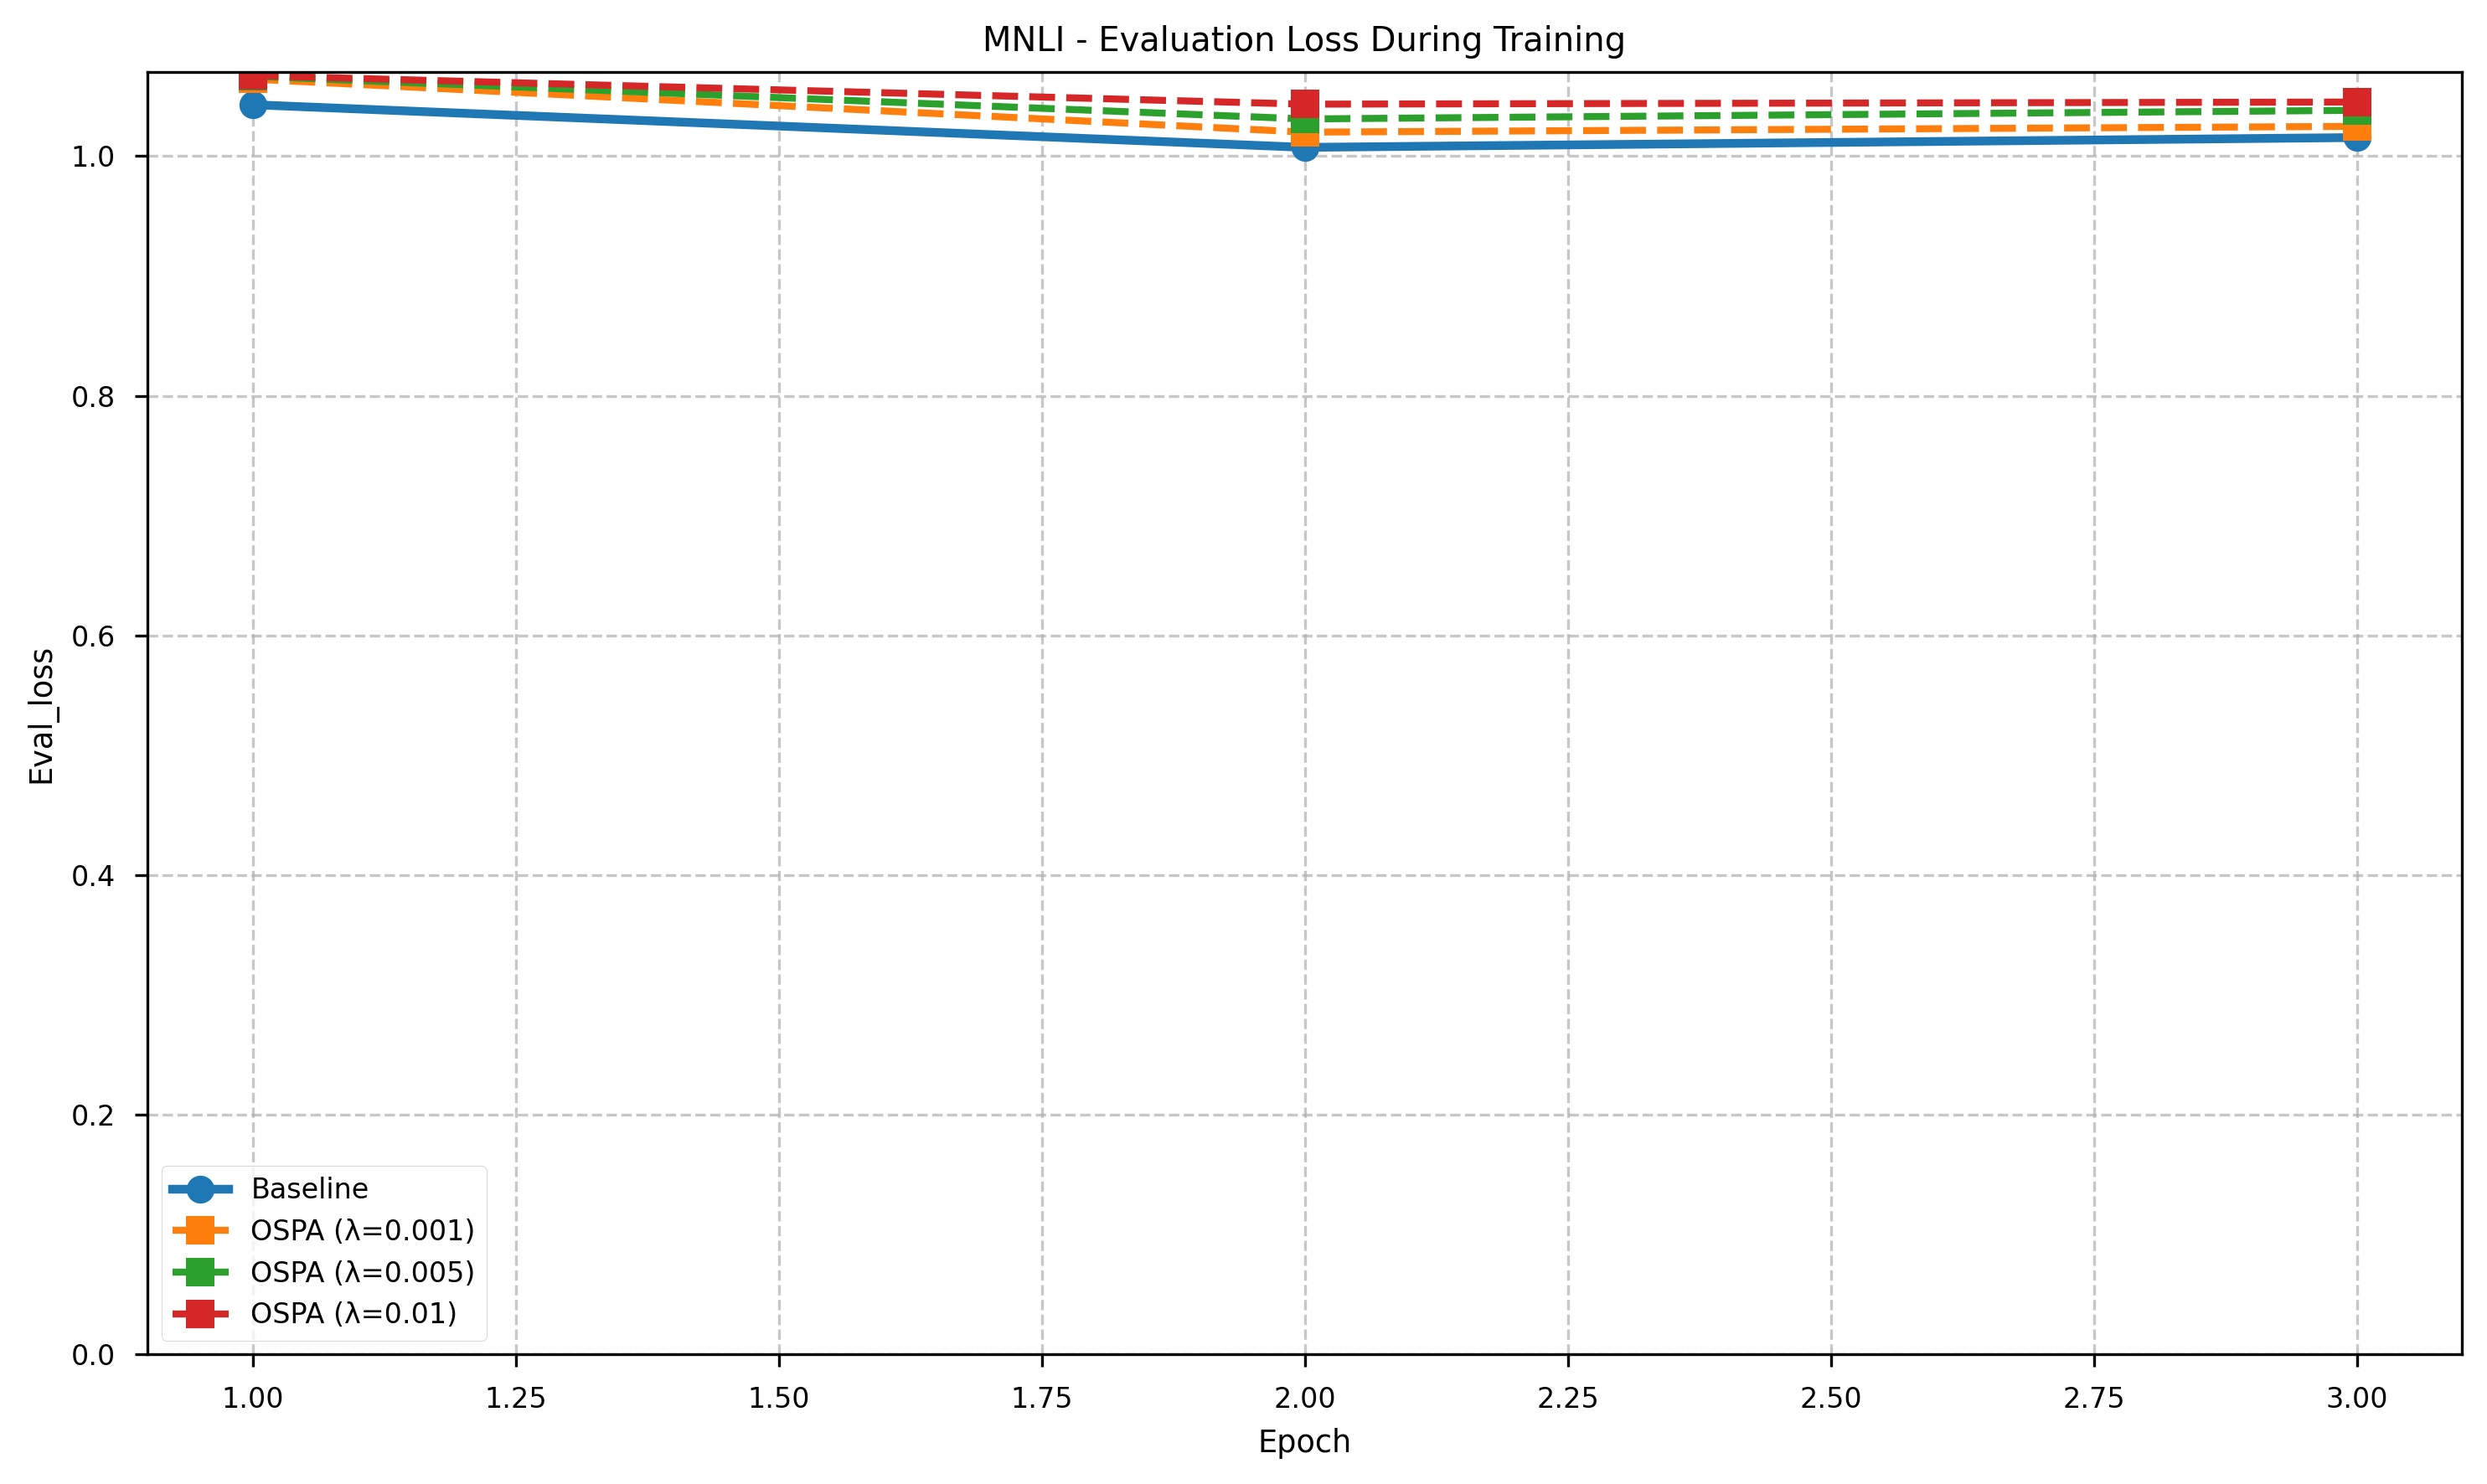 MNLI - Evaluation Loss During Training
Eval_loss
1.0
0.8
0.6
0.4
0.2
0.0
Baseline
OSPA (λ=0.001)
OSPA (λ=0.005)
OSPA (λ=0.01)
1.00 1.25 1.50 1.75 2.00 2.25 2.50 2.75 3.00
Epoch